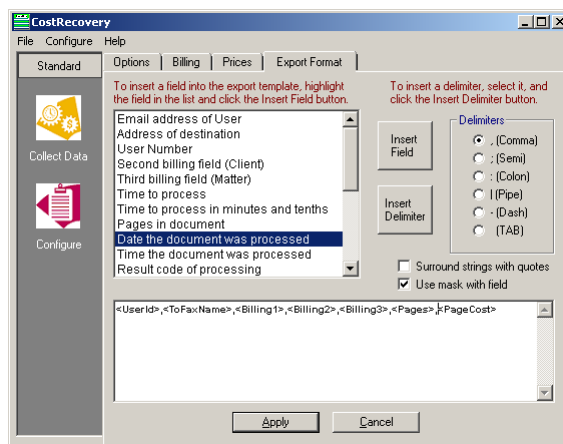 CostRecovery
File Configure Help
Standard
Options Billing Prices Export Format
To insert a field into the export template, highlight
the field in the list and click the Insert Field button.
To insert a delimiter, select it, and
click the Insert Delimiter button.
Email address of User
Address of destination
User Number
Second billing field (Client)
Third billing field (Matter)
Time to process
Time to process in minutes and tenths
Pages in document
Date the document was processed
Time the document was processed
Result code of processing
Insert
Field
Insert
Delimiter
Delimiters
, (Comma)
; (Semi)
: (Colon)
| (Pipe)
- (Dash)
(TAB)
Surround strings with quotes
Use mask with field
Collect Data
Configure
<UserId>,<ToFaxName>,<Billing1>,<Billing2>,<Billing3>,<Pages>,<PageCost>
Apply Cancel